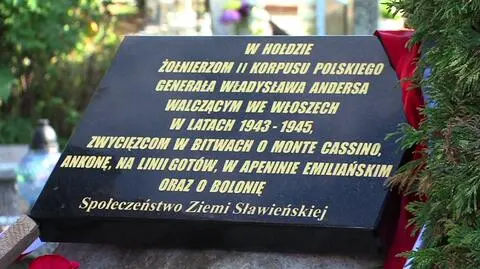 W HOŁDZIE
ŻOŁNIERZOM II KORPUSU POLSKIEGO
GENERAŁA WŁADYSŁAWA ANDERSA
WALCZĄCYM WE WŁOSZECH
W LATACH 1943 - 1945,
ZWYCIĘZCOM W BITWACH O MONTE CASSINO,
ANKONĘ, NA LINII GOTÓW, W APENINIE EMILIAŃSKIM
ORAZ O BOLONIĘ
Społeczeństwo Ziemi Sławieńskiej